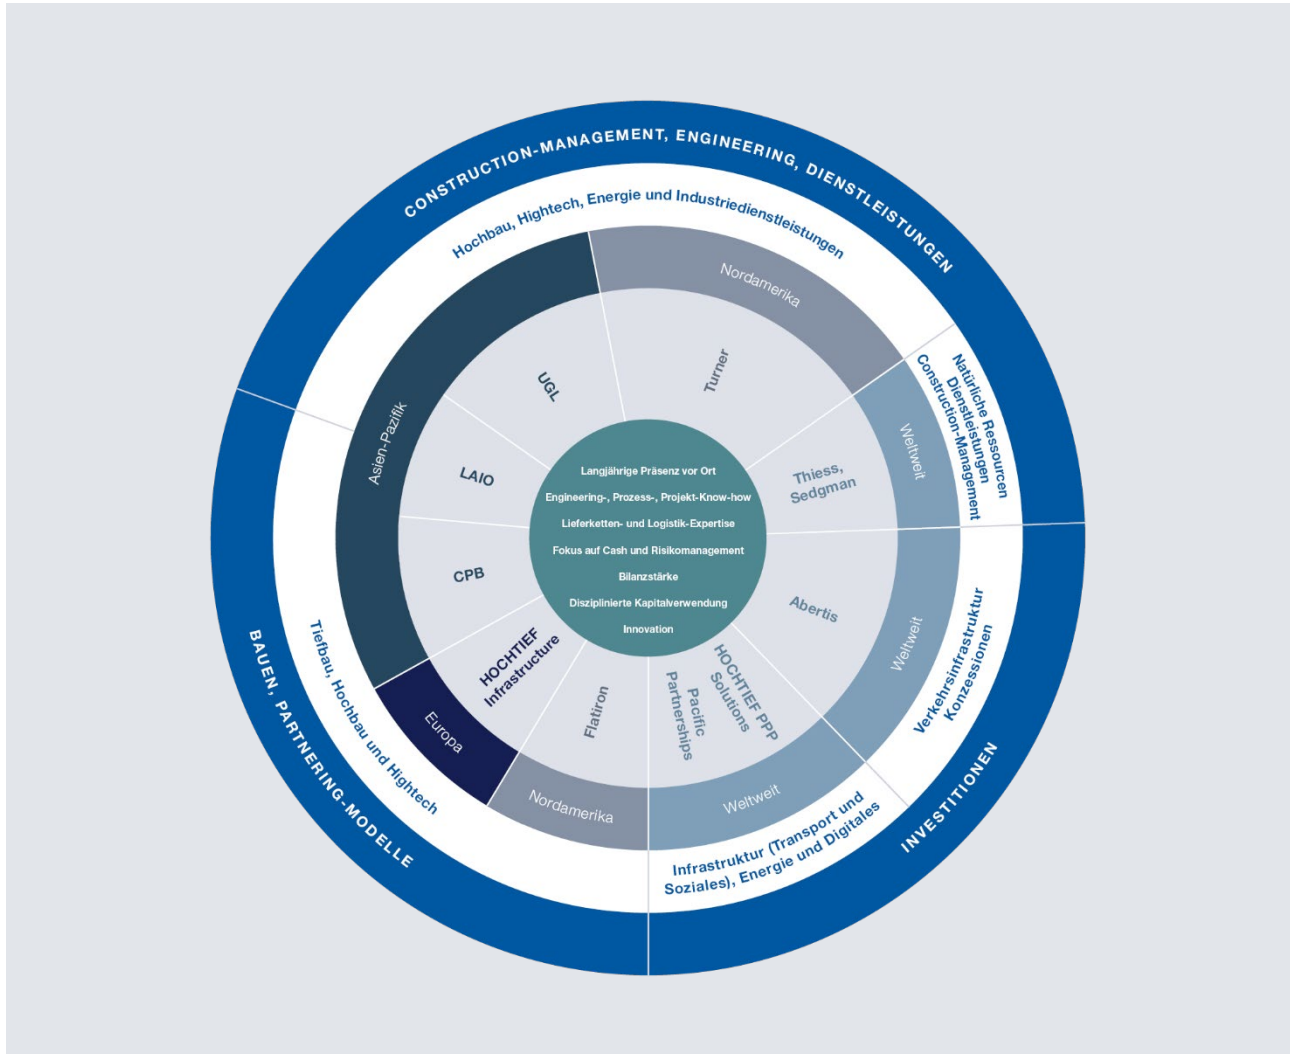 CONSTRUCTION-MANAGEMENT, ENGINEERING, DIENSTLEISTUNGEN
Hochbau, Hightech, Energie und Industriedienstleistungen
Nordamerika
Turner
UGL
Asien-Pazifik
LAIO
CPB
Natürliche Ressourcen
Dienstleistungen
Construction-Management
Weltweit
Thiess,
Sedgman
Langjährige Präsenz vor Ort
Engineering-, Prozess-, Projekt-Know-how
Lieferketten- und Logistik-Expertise
Fokus auf Cash und Risikomanagement
Bilanzstärke
Disziplinierte Kapitalverwendung
Innovation
Abertis
Weltweit
Verkehrsinfrastruktur
Konzessionen
INVESTITIONEN
HOCHTIEF PPP
Solutions
Pacific
Partnerships
Weltweit
Infrastruktur (Transport und
Soziales), Energie und Digitales
Flatiron
Nordamerika
HOCHTIEF
Infrastructure
Europa
Tiefbau, Hochbau und Hightech
BAUEN, PARTNERING-MODELLE